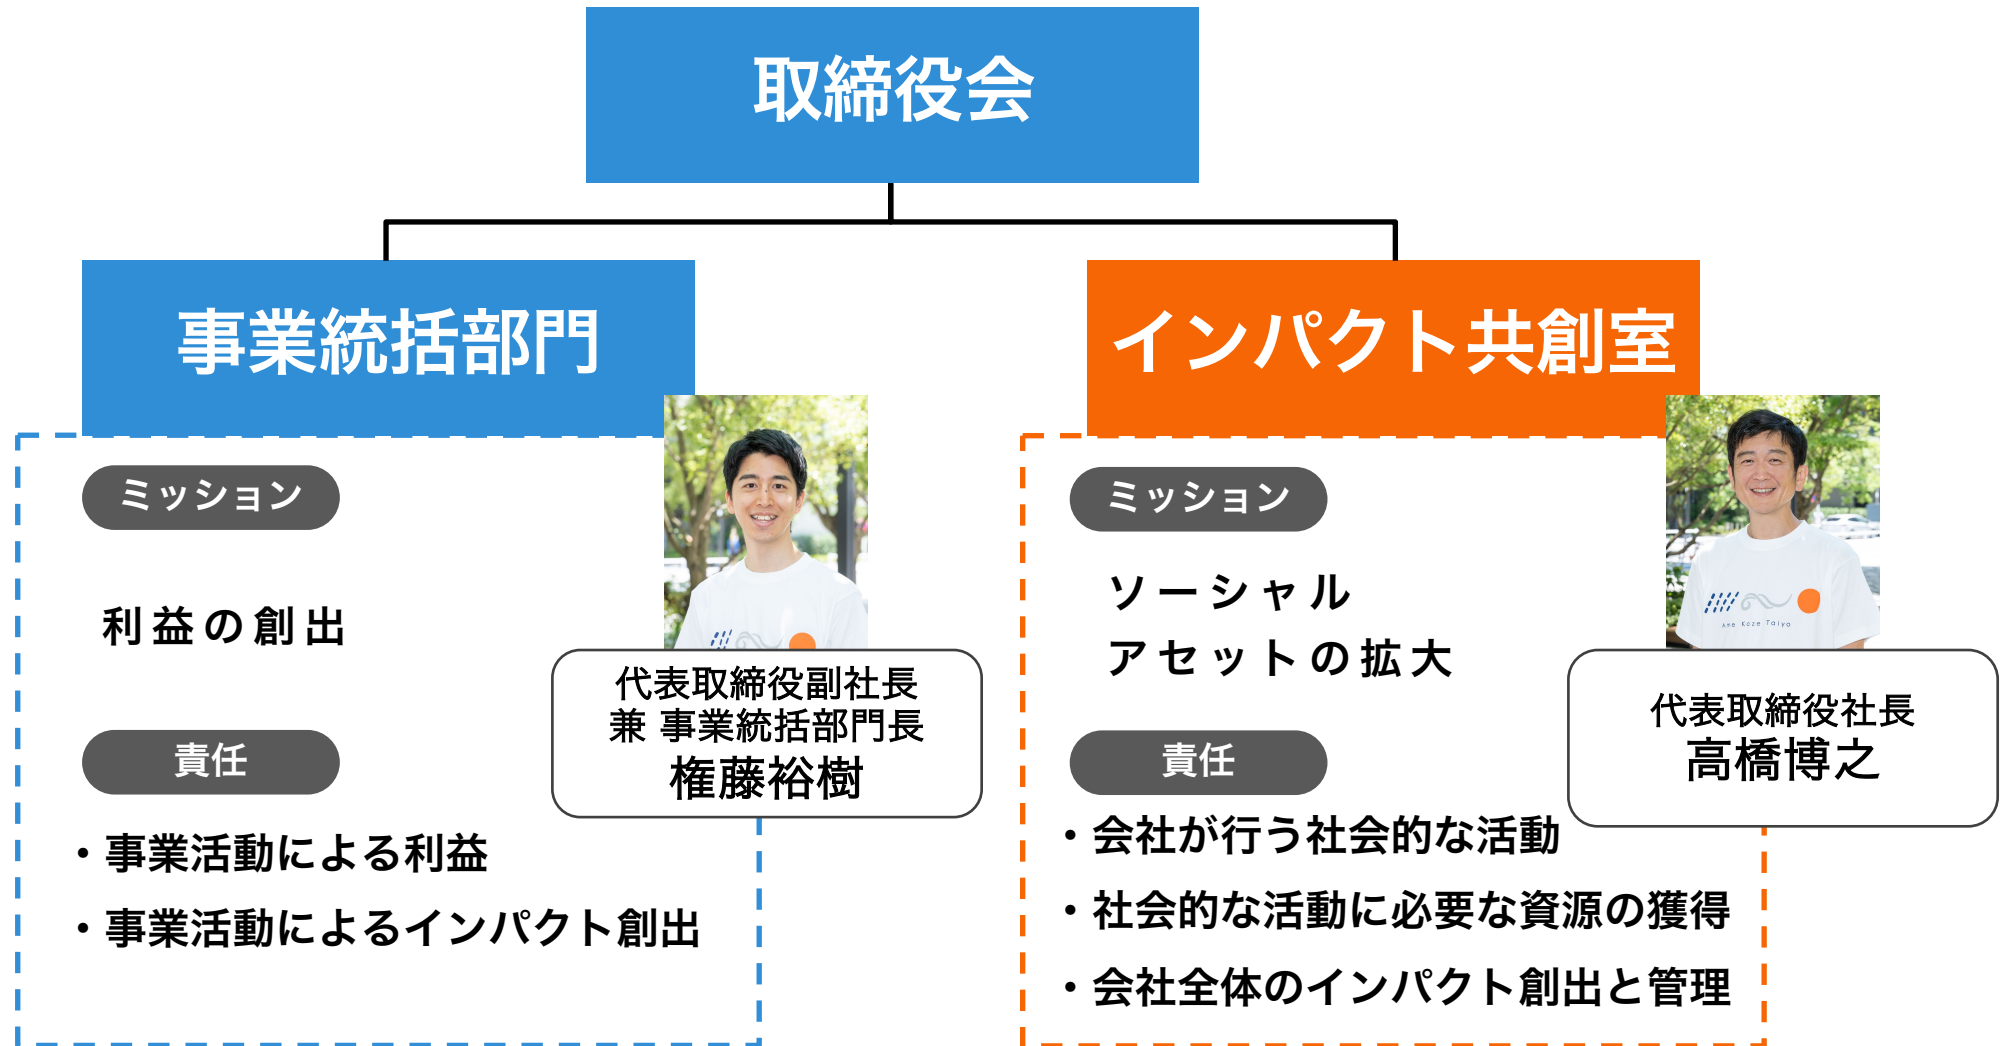 取締役会
事業統括部門
ミッション
利益の創出
代表取締役副社長
兼 事業統括部門長
権藤裕樹
責任
・事業活動による利益
・事業活動によるインパクト創出
インパクト共創室
ミッション
ソーシャル
アセットの拡大
Ame Kaze Taiyo
代表取締役社長
高橋博之
責任
・会社が行う社会的な活動
・社会的な活動に必要な資源の獲得
・会社全体のインパクト創出と管理